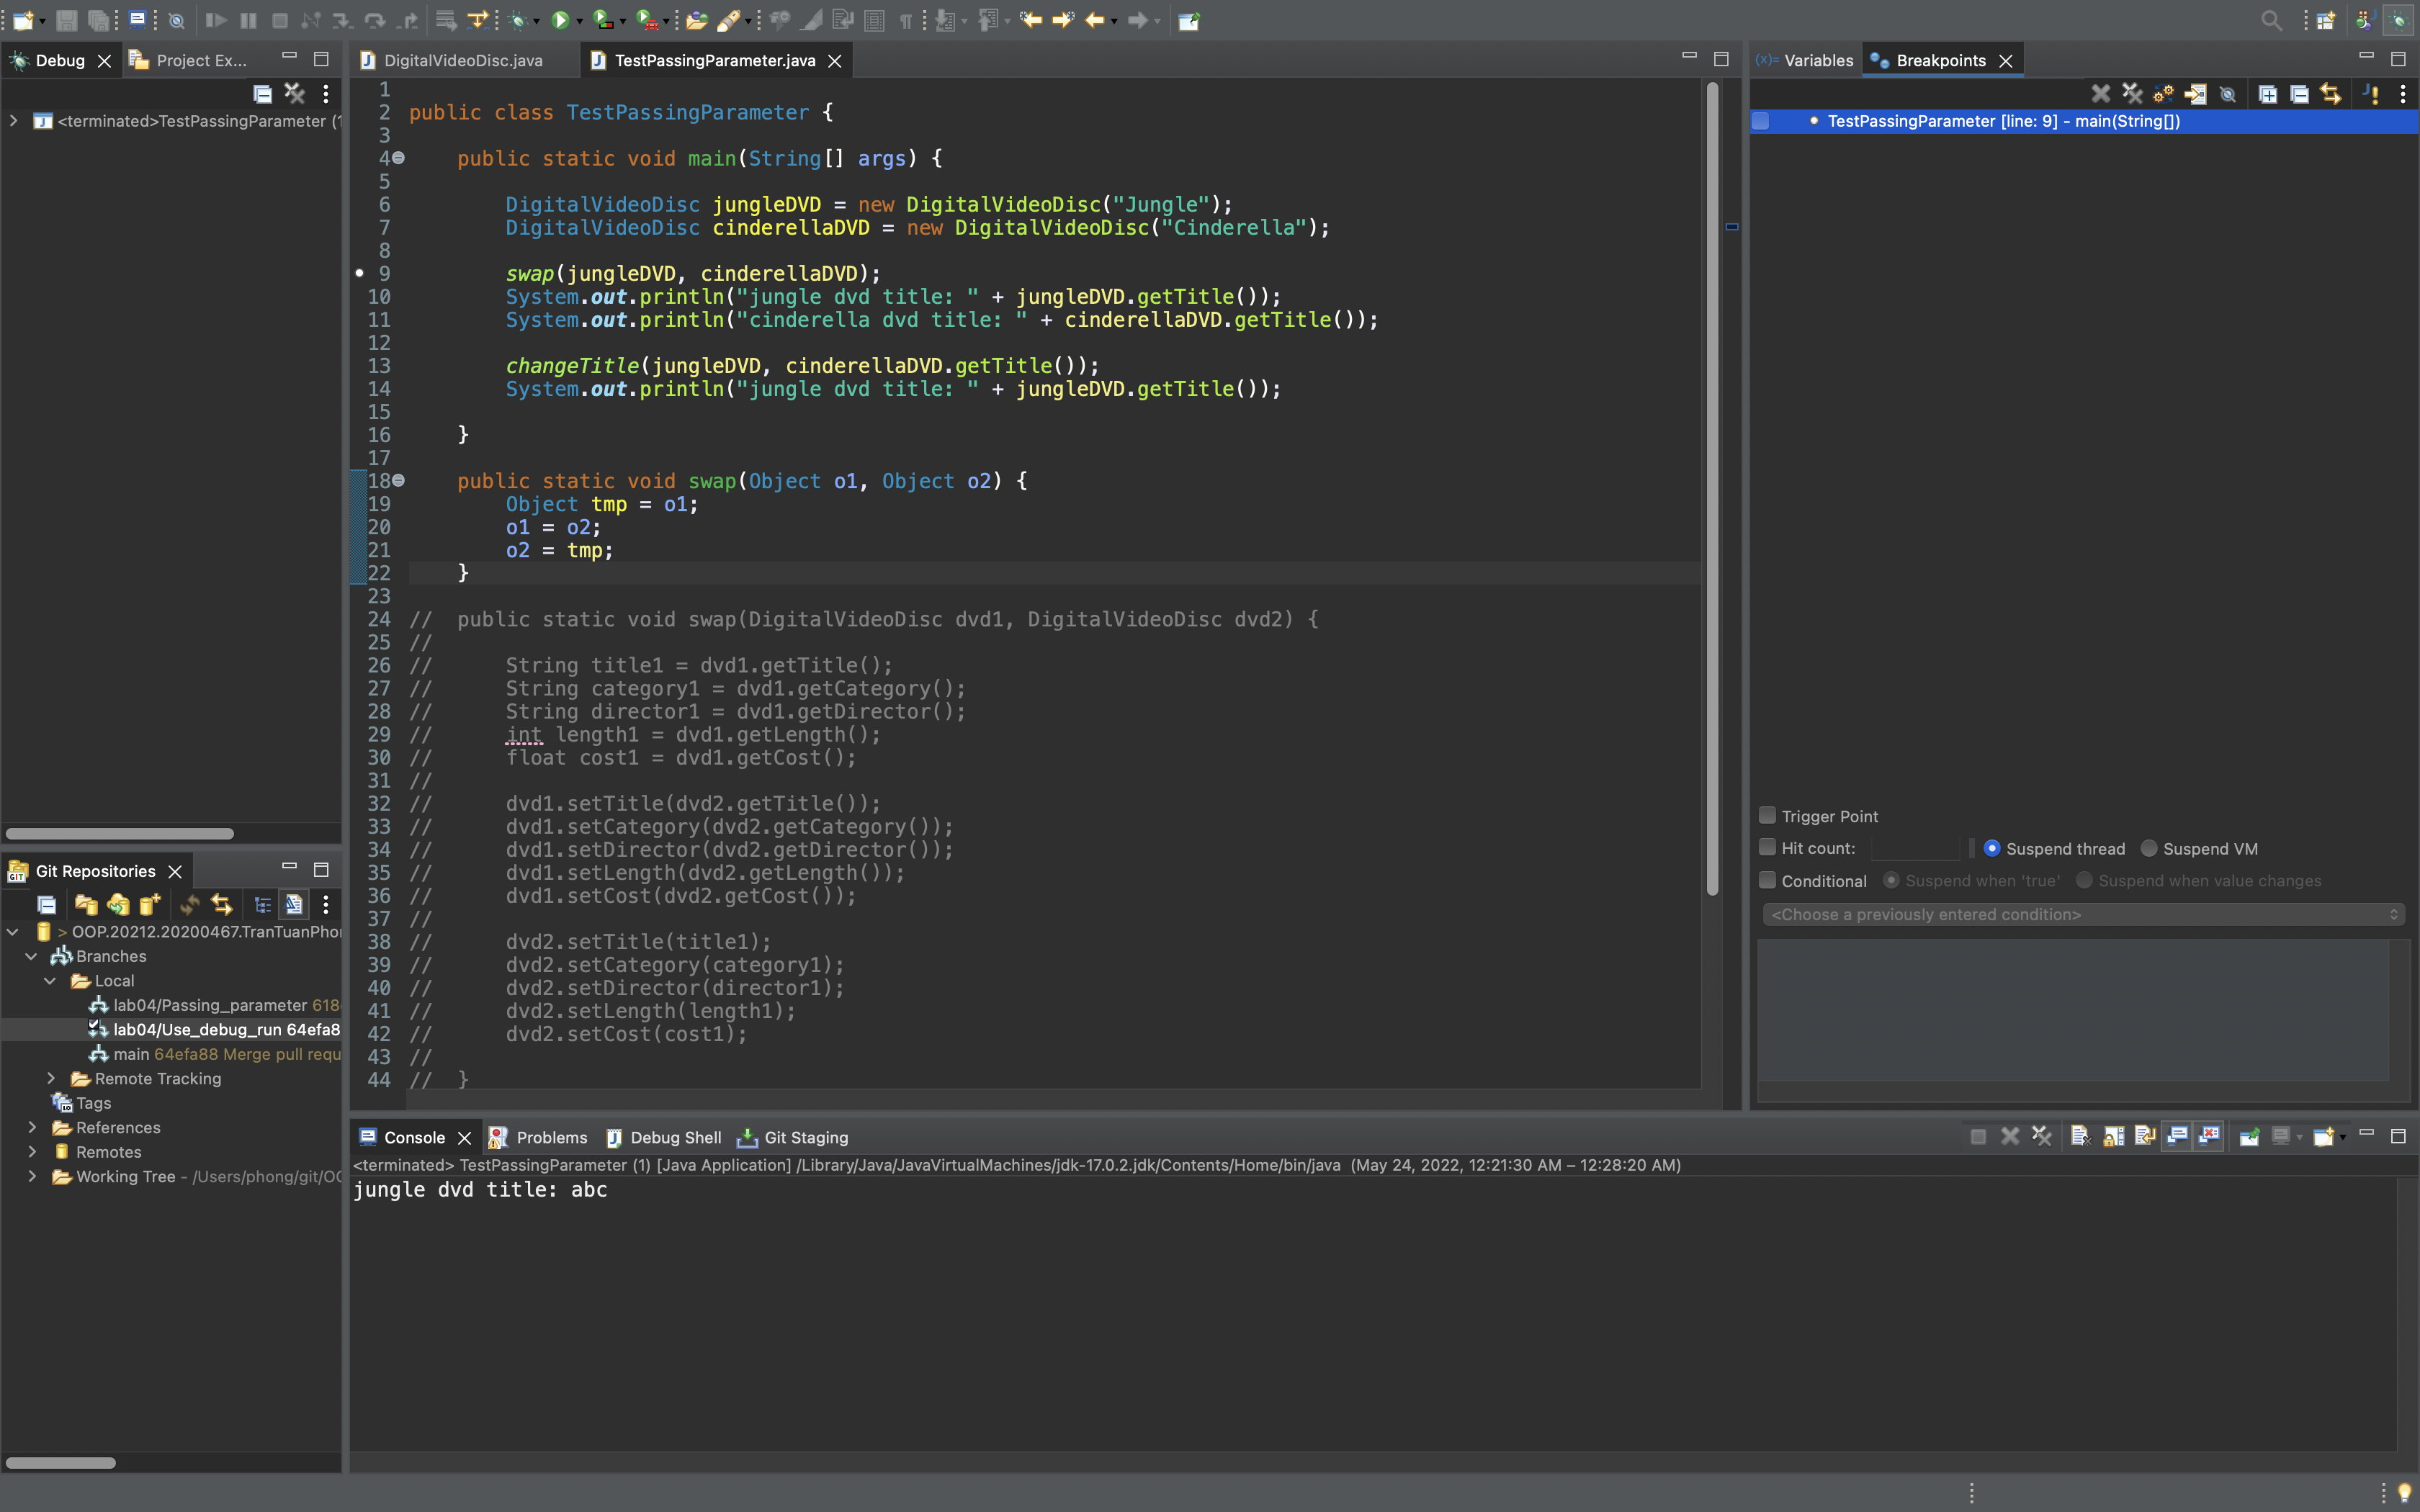 Debug
Project Ex...
<terminated>TestPassingParameter (1
DigitalVideoDisc.java
TestPassingParameter.java
1
2 public class TestPassingParameter {
3
4 public static void main(String[] args) {
5
6 DigitalVideoDisc jungleDVD = new DigitalVideoDisc("Jungle");
7 DigitalVideoDisc cinderellaDVD = new DigitalVideoDisc("Cinderella");
8
9 swap(jungleDVD, cinderellaDVD);
10 System.out.println("jungle dvd title: " + jungleDVD.getTitle());
11 System.out.println("cinderella dvd title: " + cinderellaDVD.getTitle());
12
13 changeTitle(jungleDVD, cinderellaDVD.getTitle());
14 System.out.println("jungle dvd title: " + jungleDVD.getTitle());
15
16 }
17
18 public static void swap(Object o1, Object o2) {
19 Object tmp = o1;
20 o1 = o2;
21 o2 = tmp;
22 }
23
24 // public static void swap(DigitalVideoDisc dvd1, DigitalVideoDisc dvd2) {
25 //
26 // String title1 = dvd1.getTitle();
27 // String category1 = dvd1.getCategory();
28 // String director1 = dvd1.getDirector();
29 // int length1 = dvd1.getLength();
30 // float cost1 = dvd1.getCost();
31 //
32 // dvd1.setTitle(dvd2.getTitle());
33 // dvd1.setCategory(dvd2.getCategory());
34 // dvd1.setDirector(dvd2.getDirector());
35 // dvd1.setLength(dvd2.getLength());
36 // dvd1.setCost(dvd2.getCost());
37 //
38 // dvd2.setTitle(title1);
39 // dvd2.setCategory(category1);
40 // dvd2.setDirector(director1);
41 // dvd2.setLength(length1);
42 // dvd2.setCost(cost1);
43 //
44 // }
Variables
Breakpoints
TestPassingParameter [line: 9] - main(String[])
Trigger Point
Hit count:
Suspend thread
Suspend VM
Conditional
Suspend when 'true'
Suspend when value changes
<Choose a previously entered condition>
Git Repositories
> OOP.20212.20200467.TranTuanPho
Branches
Local
lab04/Passing_parameter 618
lab04/Use_debug_run 64efa8
main 64efa88 Merge pull requ
Remote Tracking
Tags
References
Remotes
Working Tree - /Users/phong/git/OO
Console
Problems
Debug Shell
Git Staging
<terminated> TestPassingParameter (1) [Java Application] /Library/Java/JavaVirtualMachines/jdk-17.0.2.jdk/Contents/Home/bin/java (May 24, 2022, 12:21:30 AM – 12:28:20 AM)
jungle dvd title: abc